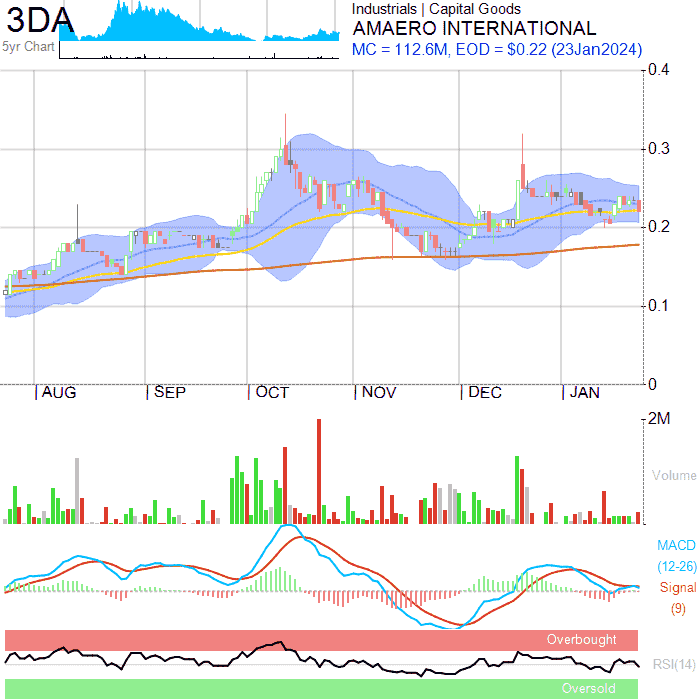 3DA
5yr Chart
Industrials | Capital Goods
AMAERO INTERNATIONAL
MC = 112.6M, EOD = $0.22 (23Jan2024)
0.4
0.3
0.2
0.1
0
AUG SEP OCT NOV DEC JAN
2M
Volume
MACD
(12-26)
Signal
(9)
Overbought
RSI(14)
Oversold